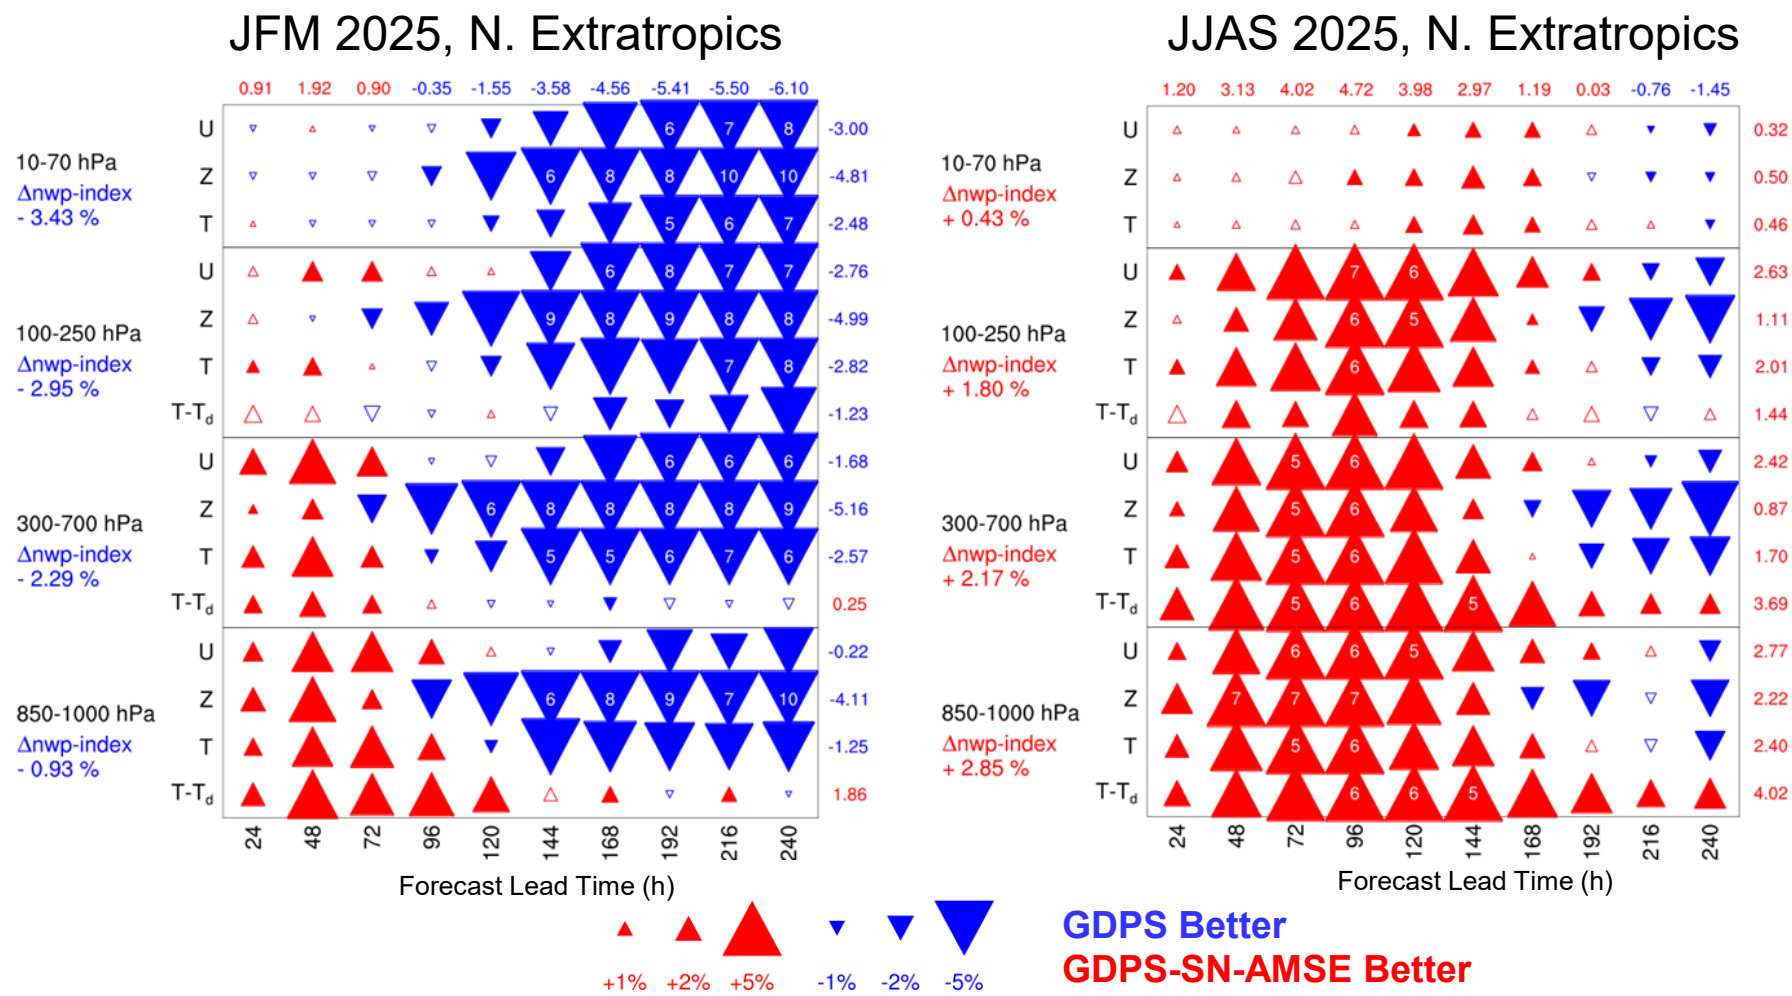 JFM 2025, N. Extratropics
0.91 1.92 0.90 -0.35 -1.55 -3.58 -4.56 -5.41 -5.50 -6.10
10-70 hPa
Δnwp-index
- 3.43 %
U 6 7 8 -3.00
Z 6 8 8 10 10 -4.81
T 5 6 7 -2.48
100-250 hPa
Δnwp-index
- 2.95 %
U 6 8 7 7 -2.76
Z 9 8 9 8 8 -4.99
T 7 8 -2.82
T-Td -1.23
300-700 hPa
Δnwp-index
- 2.29 %
U 6 6 6 -1.68
Z 6 8 8 8 8 9 -5.16
T 5 5 6 7 6 -2.57
T-Td 0.25
850-1000 hPa
Δnwp-index
- 0.93 %
U -0.22
Z 6 8 9 7 10 -4.11
T -1.25
T-Td 1.86
24 48 72 96 120 144 168 192 216 240
Forecast Lead Time (h)
JJAS 2025, N. Extratropics
1.20 3.13 4.02 4.72 3.98 2.97 1.19 0.03 -0.76 -1.45
10-70 hPa
Δnwp-index
+ 0.43 %
U 0.32
Z 0.50
T 0.46
100-250 hPa
Δnwp-index
+ 1.80 %
U 7 6 2.63
Z 6 5 1.11
T 6 2.01
T-Td 1.44
300-700 hPa
Δnwp-index
+ 2.17 %
U 5 6 2.42
Z 5 6 0.87
T 5 6 1.70
T-Td 5 6 5 3.69
850-1000 hPa
Δnwp-index
+ 2.85 %
U 6 6 5 2.77
Z 7 7 7 2.22
T 5 6 2.40
T-Td 6 6 5 4.02
24 48 72 96 120 144 168 192 216 240
Forecast Lead Time (h)
+1% +2% +5% -1% -2% -5%
GDPS Better
GDPS-SN-AMSE Better